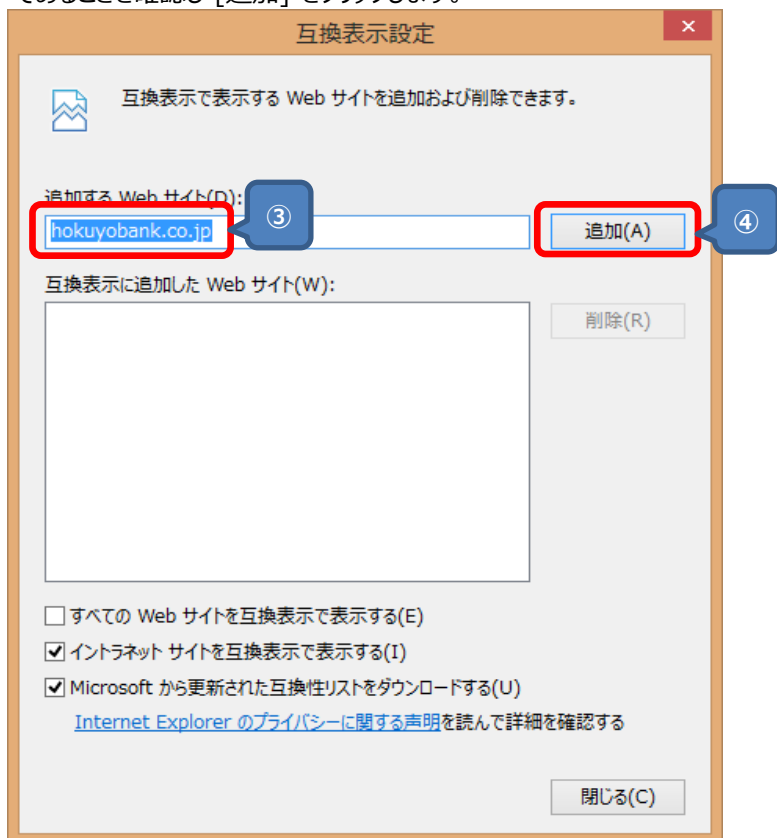 であることを確認し [追加] をクリックします。
互換表示設定
互換表示で表示する Web サイトを追加および削除できます。
追加する Web サイト(D):
③
hokuyobank.co.jp
追加(A)
④
互換表示に追加した Web サイト(W):
削除(R)
すべての Web サイトを互換表示で表示する(E)
イントラネット サイトを互換表示で表示する(I)
Microsoft から更新された互換性リストをダウンロードする(U)
Internet Explorer のプライバシーに関する声明を読んで詳細を確認する
閉じる(C)